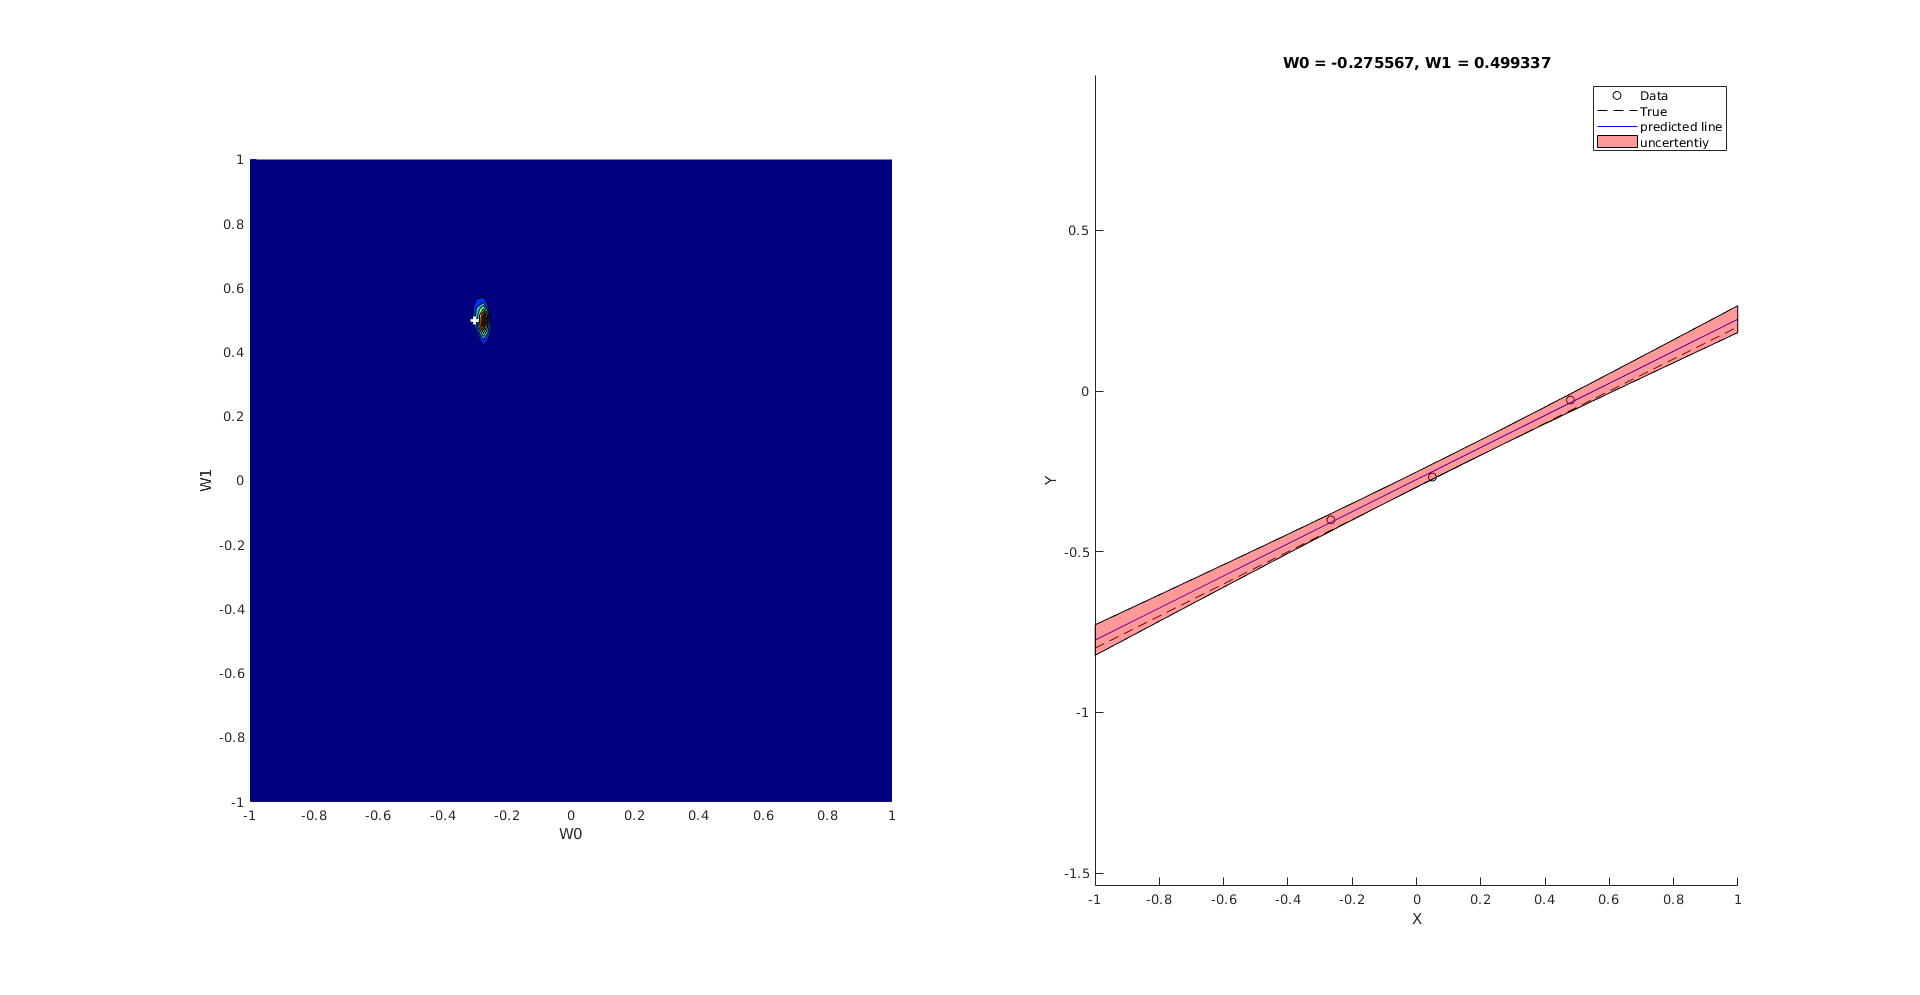 1
0.8
0.6
0.4
0.2
0
-0.2
-0.4
-0.6
-0.8
-1
W1
-1 -0.8 -0.6 -0.4 -0.2 0 0.2 0.4 0.6 0.8 1
W0
W0 = -0.275567, W1 = 0.499337
Data
True
predicted line
uncertentiy
0.5
0
-0.5
-1
-1.5
Y
-1 -0.8 -0.6 -0.4 -0.2 0 0.2 0.4 0.6 0.8 1
X